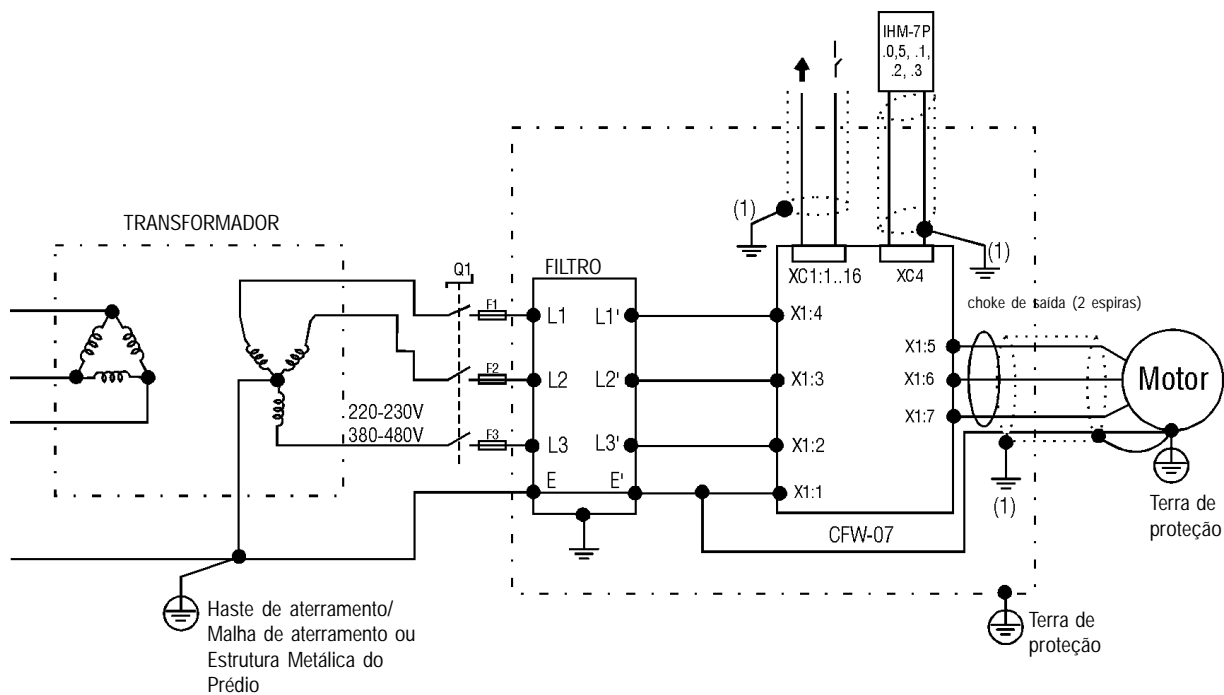 IHM-7P
.0,5, .1,
.2, .3
(1)
(1)
TRANSFORMADOR
Q1
FILTRO
XC1:1..16
XC4
choke de saída (2 espiras)
F1
L1
L1'
X1:4
X1:5
F2
L2
L2'
X1:3
X1:6
Motor
220-230V
380-480V
F3
L3
L3'
X1:2
X1:7
E
E'
X1:1
(1)
CFW-07
Terra de
proteção
Haste de aterramento/
Malha de aterramento ou
Estrutura Metálica do
Prédio
Terra de
proteção